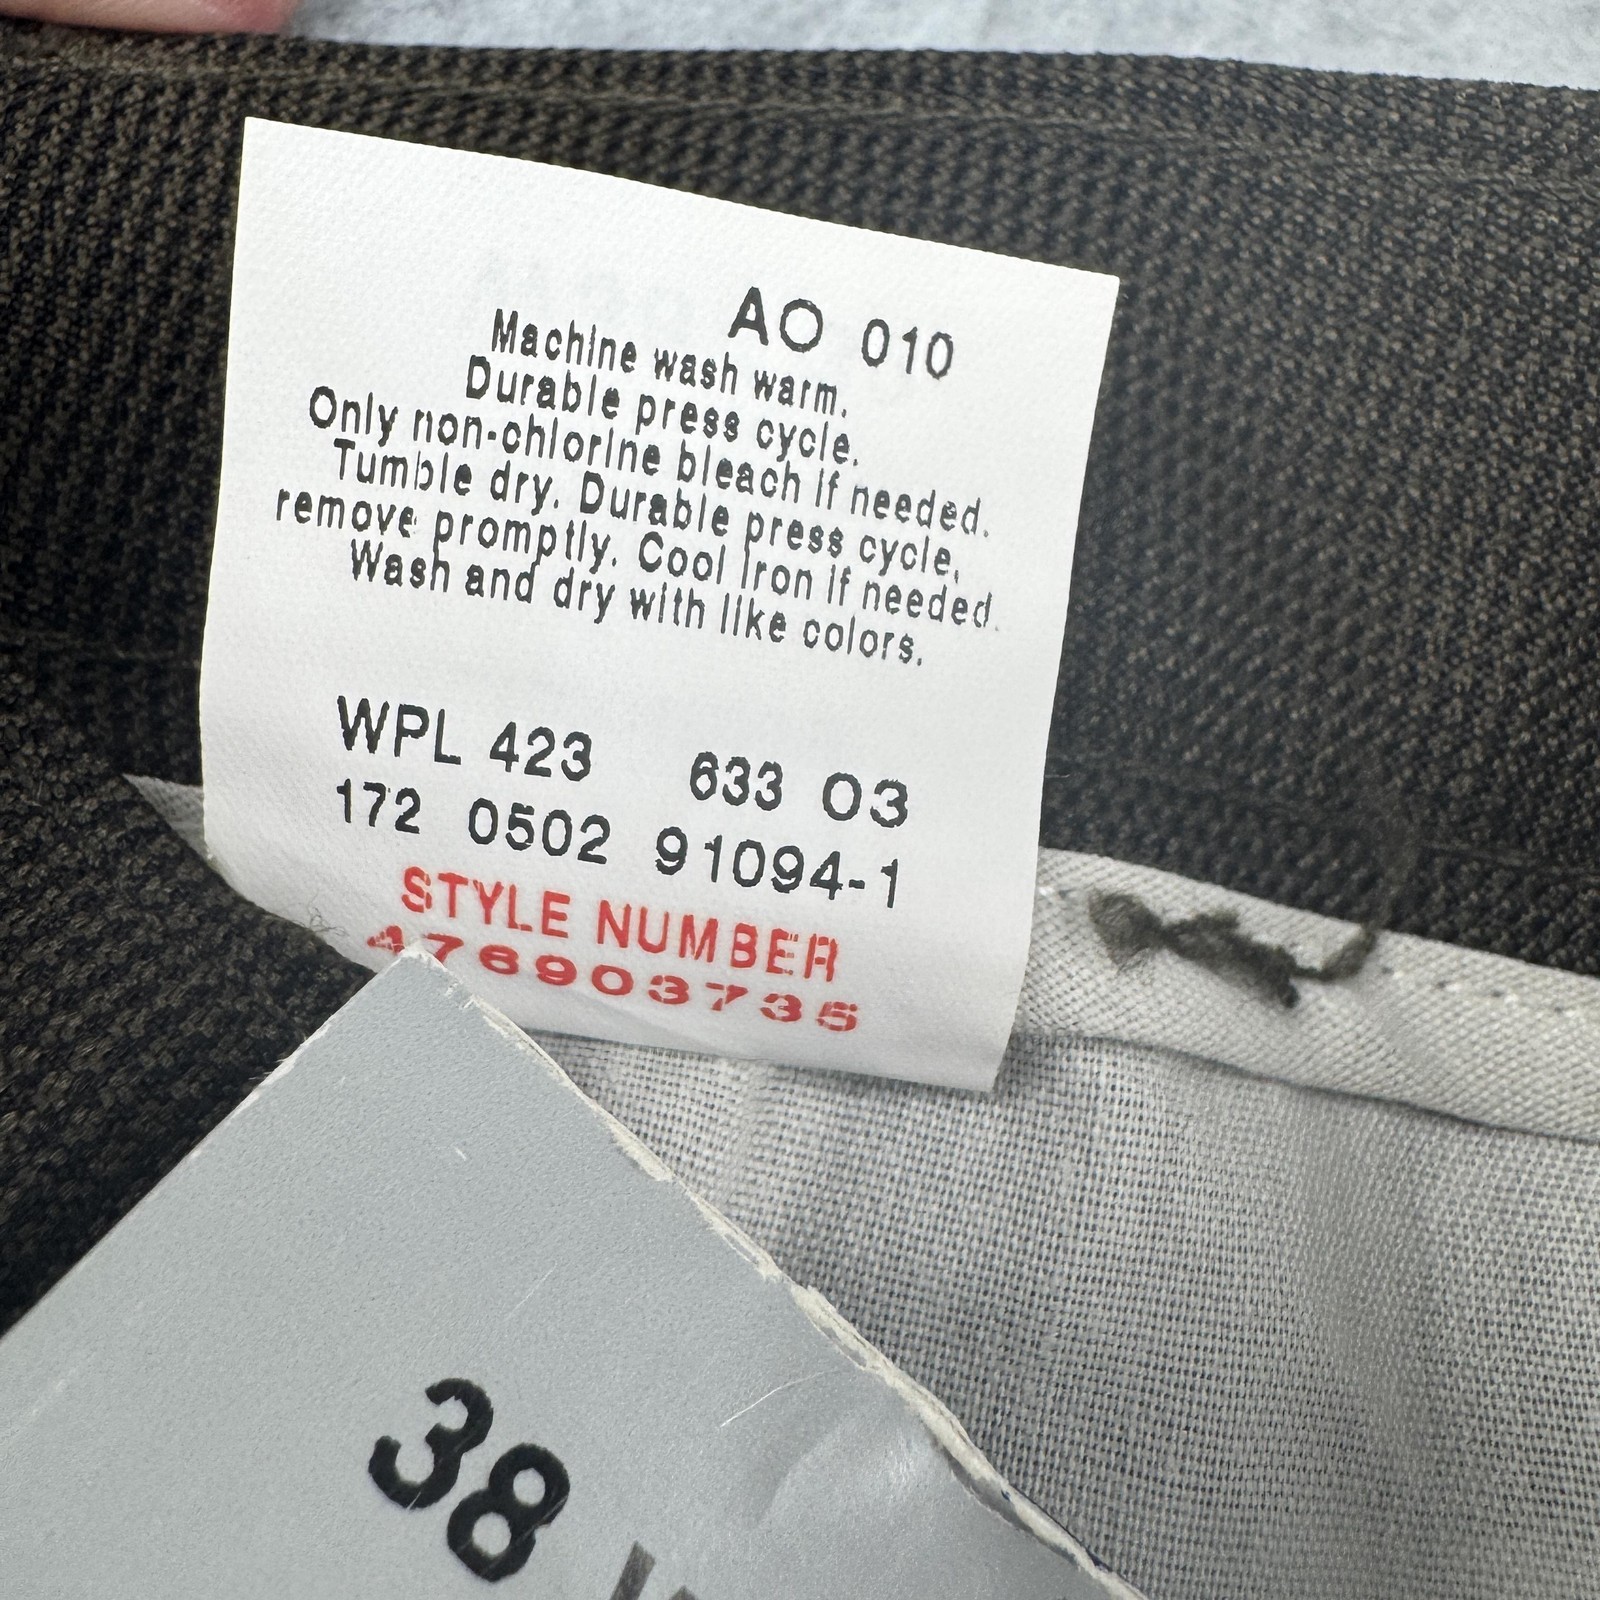 AO 010
Machine wash warm.
Durable press cycle.
Only non-chlorine bleach if needed.
Tumble dry. Durable press cycle,
remove promptly. Cool Iron if needed.
Wash and dry with like colors.
WPL 423 633 03
172 0502 91094-1
STYLE NUMBER
476903735
38